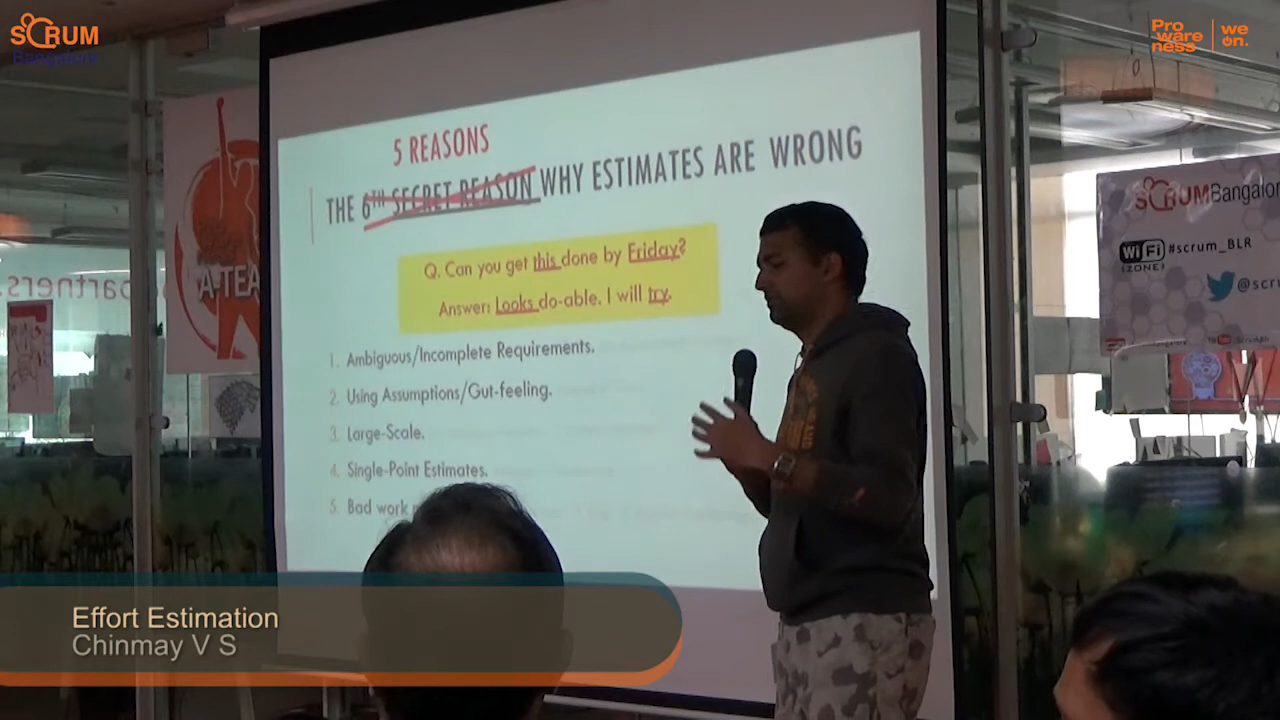 SCRUM
Bangalore
Pro
ware
ness
we
on.
5 REASONS
THE 6TH SECRET REASON WHY ESTIMATES ARE WRONG
Q. Can you get this done by Friday?
Answer: Looks do-able. I will try.
1. Ambiguous/Incomplete Requirements.
2. Using Assumptions/Gut-feeling.
3. Large-Scale.
4. Single-Point Estimates.
5. Bad work
A-TEA
partners
SCRUMBangalor
WiFi
ZONE
#scrum_BLR
@scru
Effort Estimation
Chinmay V S